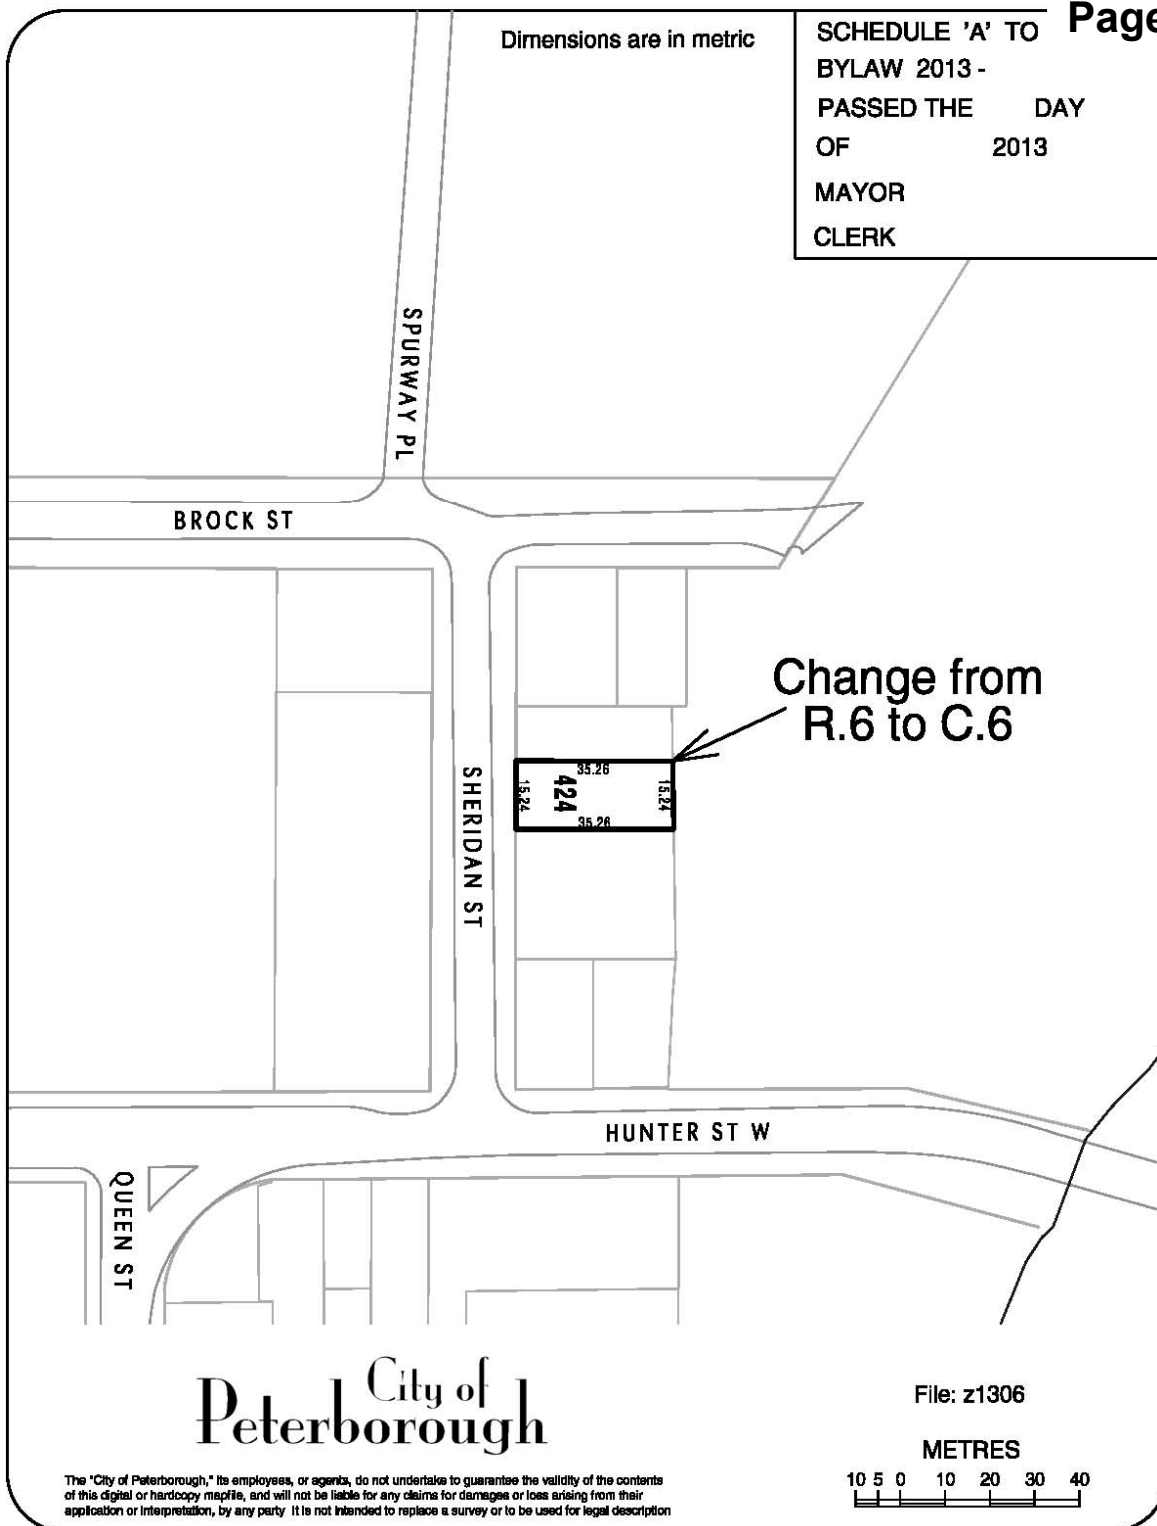 Page
Dimensions are in metric
SCHEDULE 'A' TO
BYLAW 2013 -
PASSED THE DAY
OF 2013
MAYOR
CLERK
SPURWAY PL
BROCK ST
Change from
R.6 to C.6
SHERIDAN ST
35.26
15.24
424
15.24
35.26
HUNTER ST W
QUEEN ST
City of
Peterborough
File: z1306
METRES
10 5 0 10 20 30 40
The "City of Peterborough," its employees, or agents, do not undertake to guarantee the validity of the contents
of this digital or hardcopy mapfile, and will not be liable for any claims for damages or loss arising from their
application or interpretation, by any party It is not intended to replace a survey or to be used for legal description